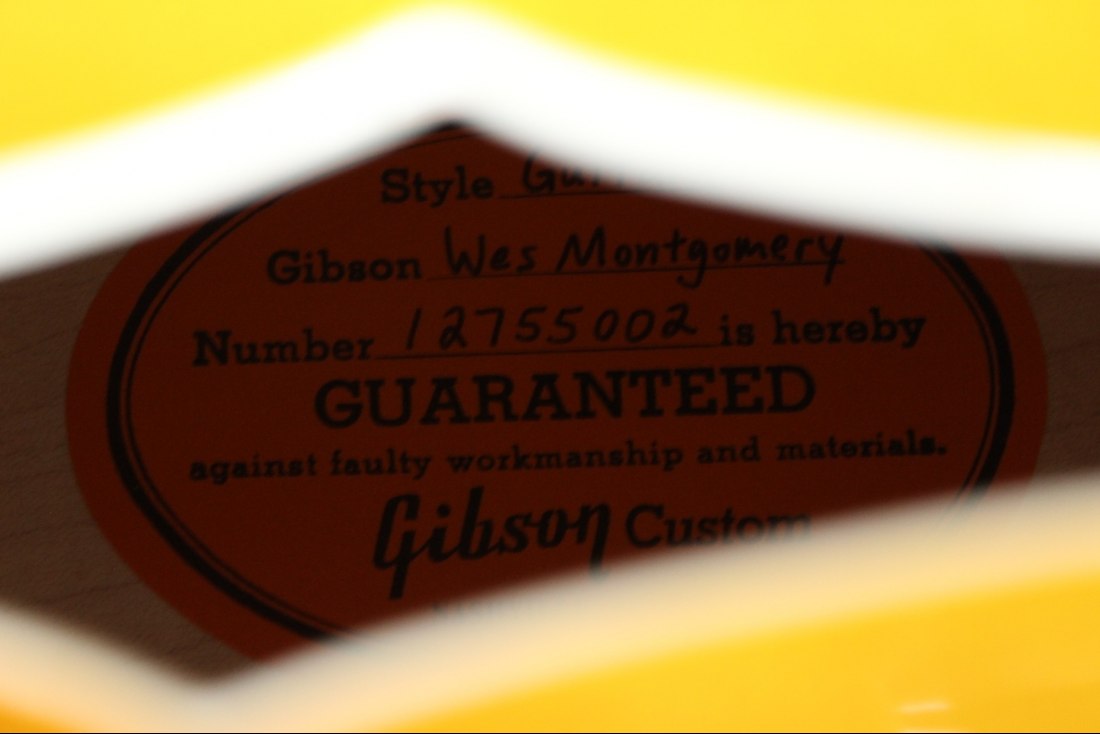 Style
Gibson Wes Montgomery
Number 12755002 is hereby
GUARANTEED
against faulty workmanship and materials.
Gibson Custom